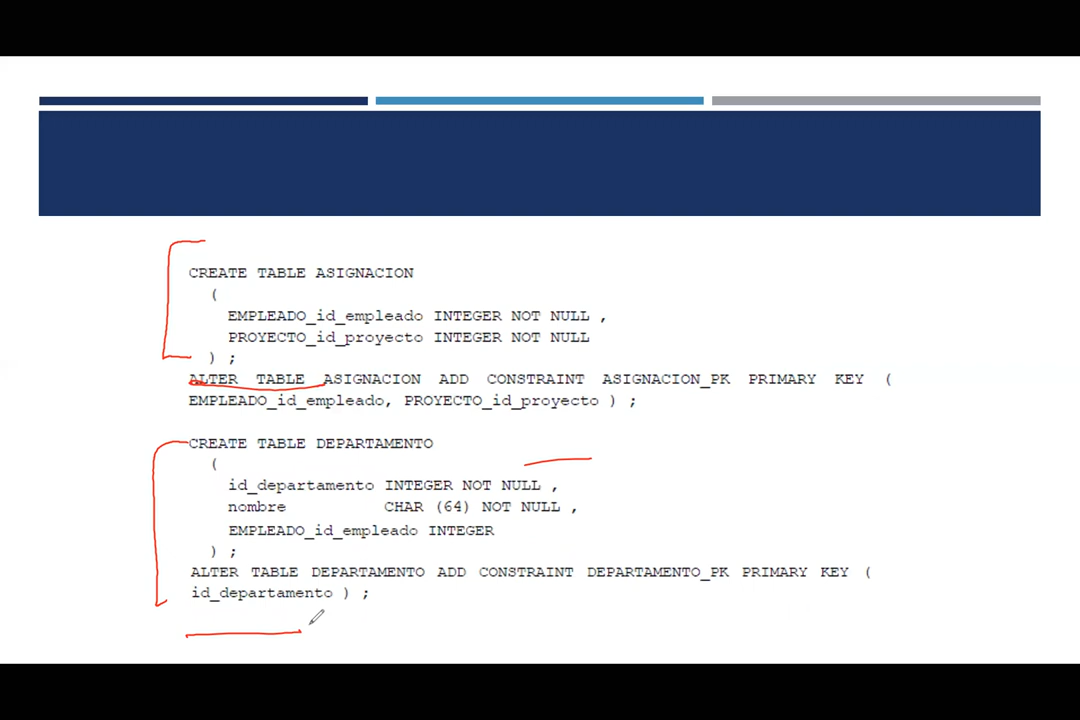 CREATE TABLE ASIGNACION
(
EMPLEADO_id_empleado INTEGER NOT NULL ,
PROYECTO_id_proyecto INTEGER NOT NULL
) ;
ALTER TABLE ASIGNACION ADD CONSTRAINT ASIGNACION_PK PRIMARY KEY (
EMPLEADO_id_empleado, PROYECTO_id_proyecto ) ;
CREATE TABLE DEPARTAMENTO
(
id_departamento INTEGER NOT NULL ,
nombre CHAR (64) NOT NULL ,
EMPLEADO_id_empleado INTEGER
) ;
ALTER TABLE DEPARTAMENTO ADD CONSTRAINT DEPARTAMENTO_PK PRIMARY KEY (
id_departamento ) ;